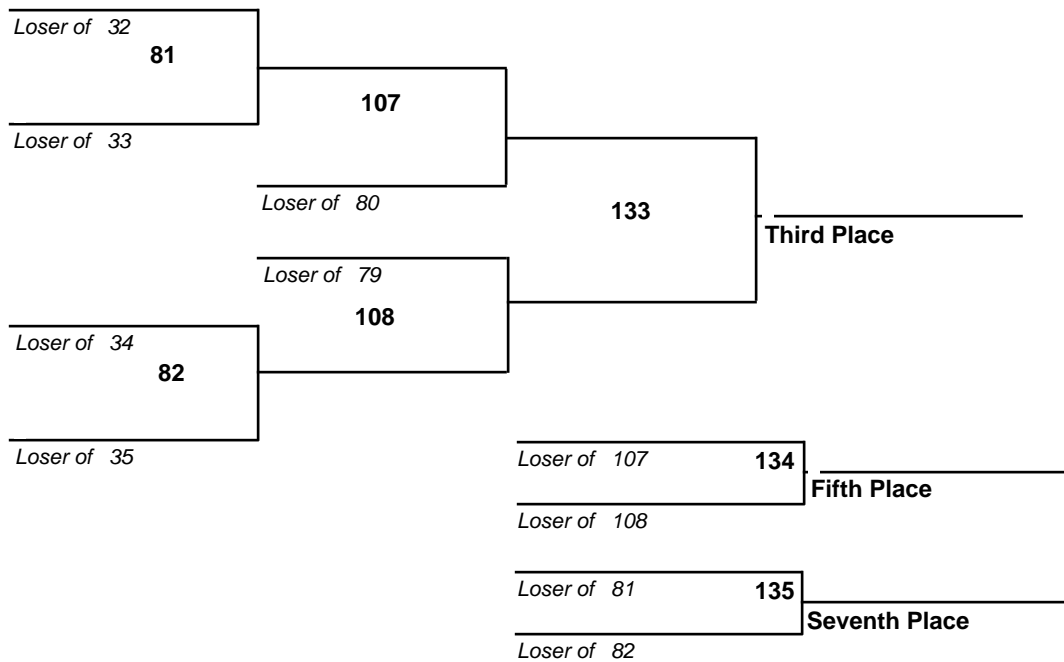 Loser of 32
81
107
Loser of 33
Loser of 80
133
Third Place
Loser of 79
108
Loser of 34
82
Loser of 35
Loser of 107
134
Fifth Place
Loser of 108
Loser of 81
135
Seventh Place
Loser of 82